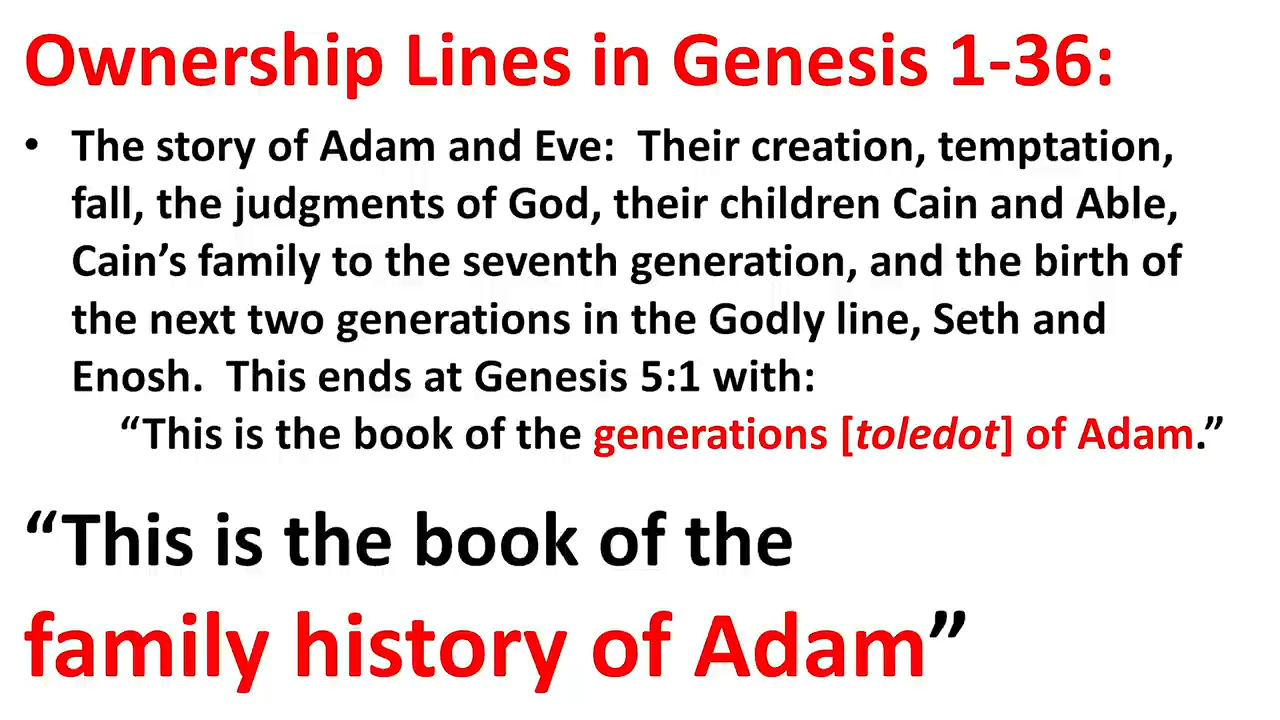 Ownership Lines in Genesis 1-36:
• The story of Adam and Eve:  Their creation, temptation,
fall, the judgments of God, their children Cain and Able,
Cain’s family to the seventh generation, and the birth of
the next two generations in the Godly line, Seth and
Enosh.  This ends at Genesis 5:1 with:
“This is the book of the generations [toledot] of Adam.”
“This is the book of the
family history of Adam”